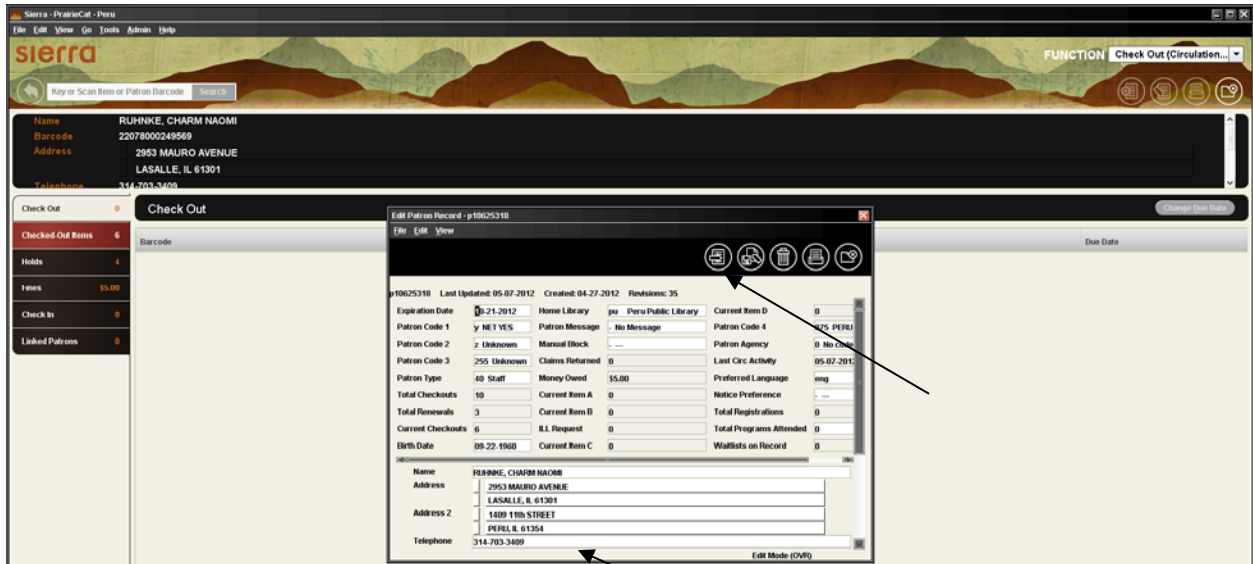 Sierra - PrairieCat - Peru
File Edit View Go Tools Admin Help
sierra
FUNCTION Check Out (Circulation...
Key or Scan Item or Patron Barcode Search
Name RUHNKE, CHARM NAOMI
Barcode 22078000249569
Address 2953 MAURO AVENUE
LASALLE, IL 61301
Telephone 314-703-3409
Check Out 0
Checked-Out Items 6
Holds 4
Fines $5.00
Check In 0
Linked Patrons 0
Check Out
Change Due Date
Barcode Due Date
Edit Patron Record - p10625318
File Edit View
p10625318 Last Updated: 05-07-2012 Created: 04-27-2012 Revisions: 35
Expiration Date 10-21-2012 Home Library pu Peru Public Library Current Item D 0
Patron Code 1 y NET YES Patron Message - No Message Patron Code 4 875 PERU
Patron Code 2 z Unknown Manual Block - --- Patron Agency 0 No code
Patron Code 3 255 Unknown Claims Returned 0 Last Circ Activity 05-07-2012
Patron Type 40 Staff Money Owed $5.00 Preferred Language eng
Total Checkouts 10 Current Item A 0 Notice Preference - ---
Total Renewals 3 Current Item B 0 Total Registrations 0
Current Checkouts 6 ILL Request 0 Total Programs Attended 0
Birth Date 09-22-1960 Current Item C 0 Waitlists on Record 0
Name RUHNKE, CHARM NAOMI
Address 2953 MAURO AVENUE
LASALLE, IL 61301
Address 2 1409 11th STREET
PERU, IL 61354
Telephone 314-703-3409
Edit Mode (OVR)